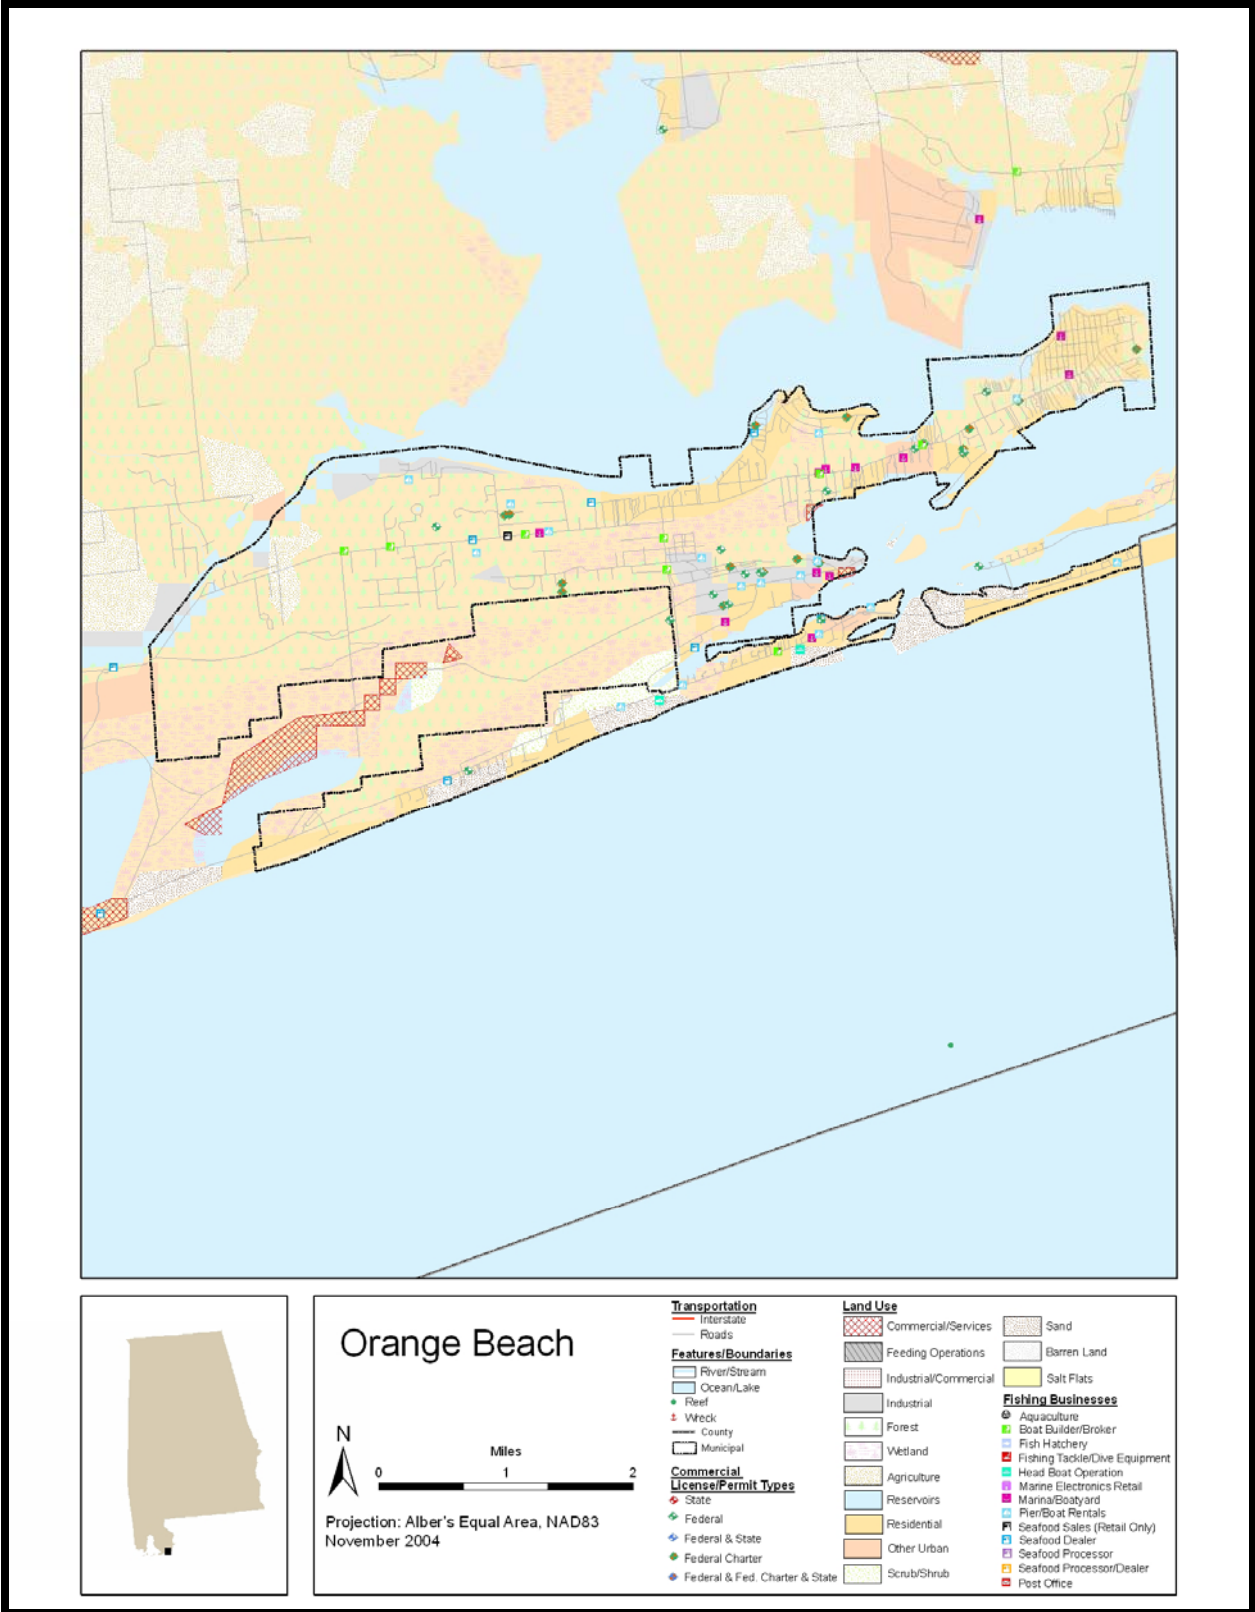 Orange Beach
N
Miles
0 1 2
Projection: Alber's Equal Area, NAD83
November 2004
Transportation
Interstate
Roads
Features/Boundaries
River/Stream
Ocean/Lake
Reef
Wreck
County
Municipal
Commercial
License/Permit Types
State
Federal
Federal & State
Federal Charter
Federal & Fed. Charter & State
Land Use
Commercial/Services
Feeding Operations
Industrial/Commercial
Industrial
Forest
Wetland
Agriculture
Reservoirs
Residential
Other Urban
Scrub/Shrub
Sand
Barren Land
Salt Flats
Fishing Businesses
Aquaculture
Boat Builder/Broker
Fish Hatchery
Fishing Tackle/Dive Equipment
Head Boat Operation
Marine Electronics Retail
Marina/Boatyard
Pier/Boat Rentals
Seafood Sales (Retail Only)
Seafood Dealer
Seafood Processor
Seafood Processor/Dealer
Post Office